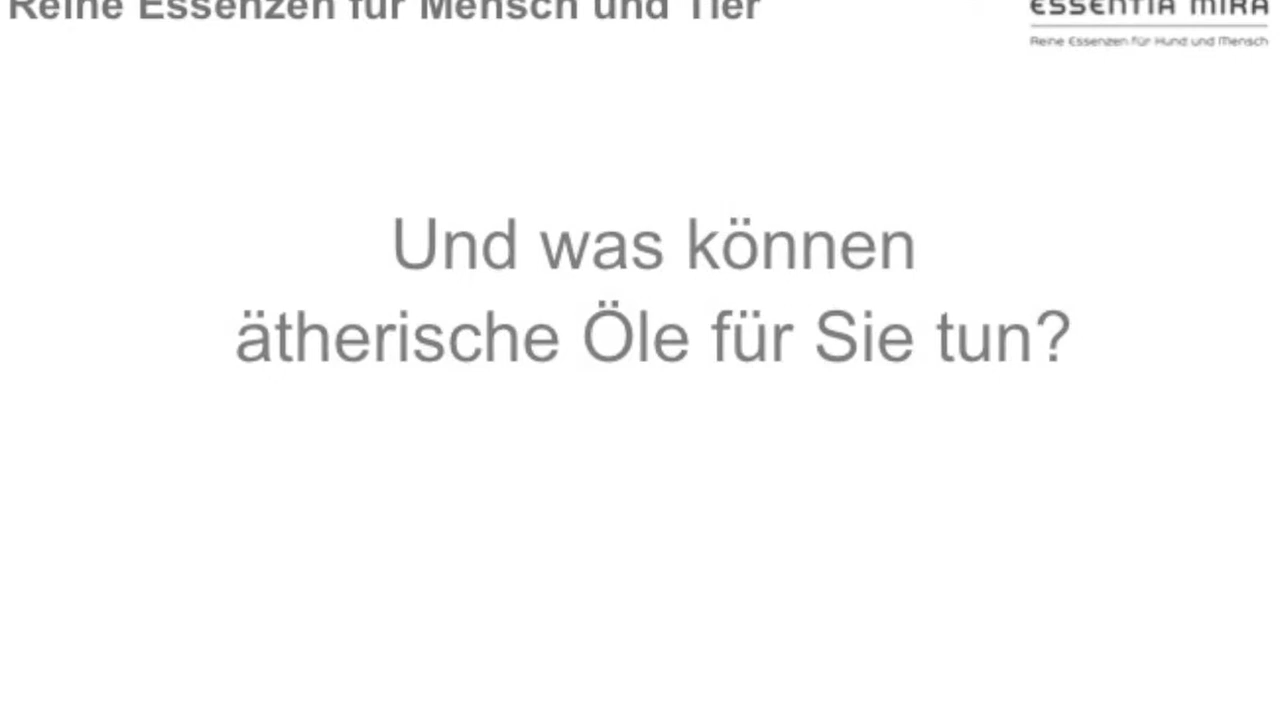 Reine Essenzen für Mensch und Tier
ESSENTIA MIRA
Reine Essenzen für Hund und Mensch
Und was können
ätherische Öle für Sie tun?